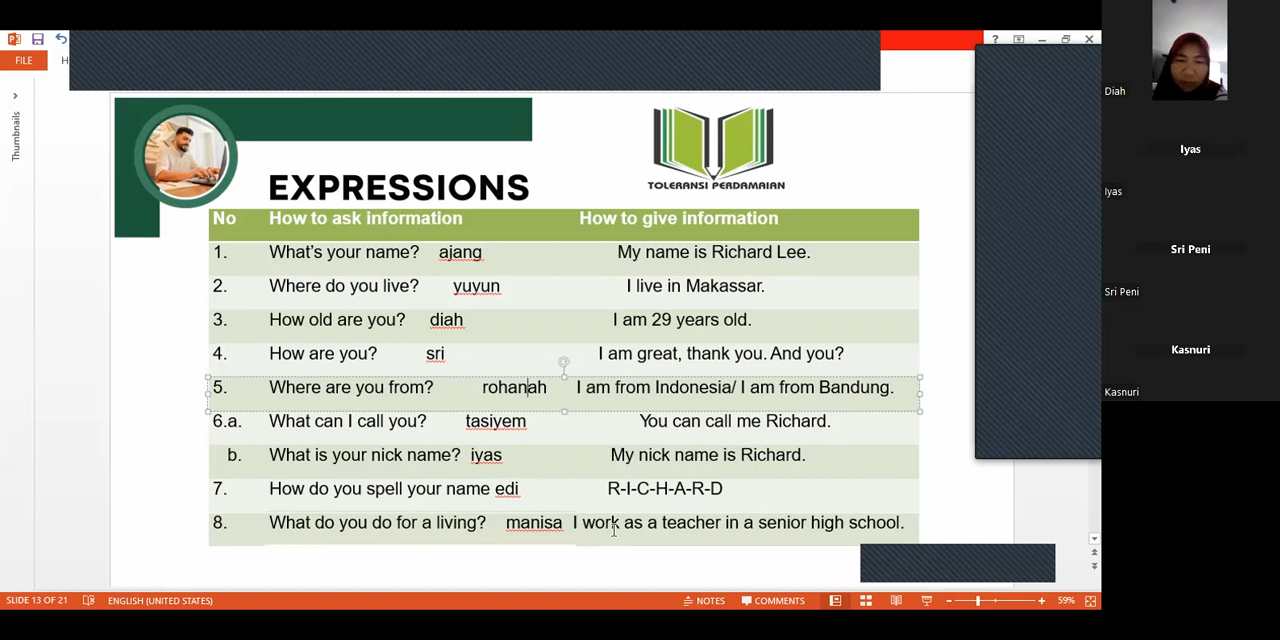 FILE
H
Thumbnails
TOLERANSI PERDAMAIAN
EXPRESSIONS
No How to ask information How to give information
1. What's your name? ajang My name is Richard Lee.
2. Where do you live? yuyun I live in Makassar.
3. How old are you? diah I am 29 years old.
4. How are you? sri I am great, thank you. And you?
5. Where are you from? rohanah I am from Indonesia/ I am from Bandung.
6.a. What can I call you? tasiyem You can call me Richard.
b. What is your nick name? iyas My nick name is Richard.
7. How do you spell your name edi R-I-C-H-A-R-D
8. What do you do for a living? manisa I work as a teacher in a senior high school.
SLIDE 13 OF 21 ENGLISH (UNITED STATES) NOTES COMMENTS 59%
Diah
Iyas
Iyas
Sri Peni
Sri Peni
Kasnuri
Kasnuri